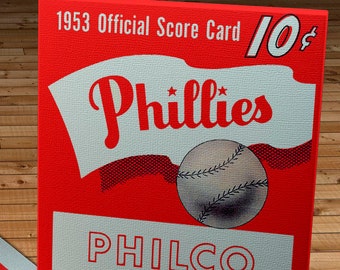 1953 Official Score Card 10¢
Phillies
PHILCO